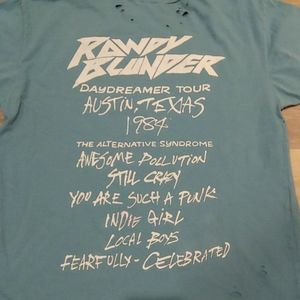 RAWDY
BLUNDER
DAYDREAMER TOUR
AUSTIN, TEXAS
1984
THE ALTERNATIVE SYNDROME
AWESOME POLLUTION
STILL CRAZY
YOU ARE SUCH A PUNK
INDIE GIRL
LOCAL BOYS
FEARFULLY-CELEBRATED